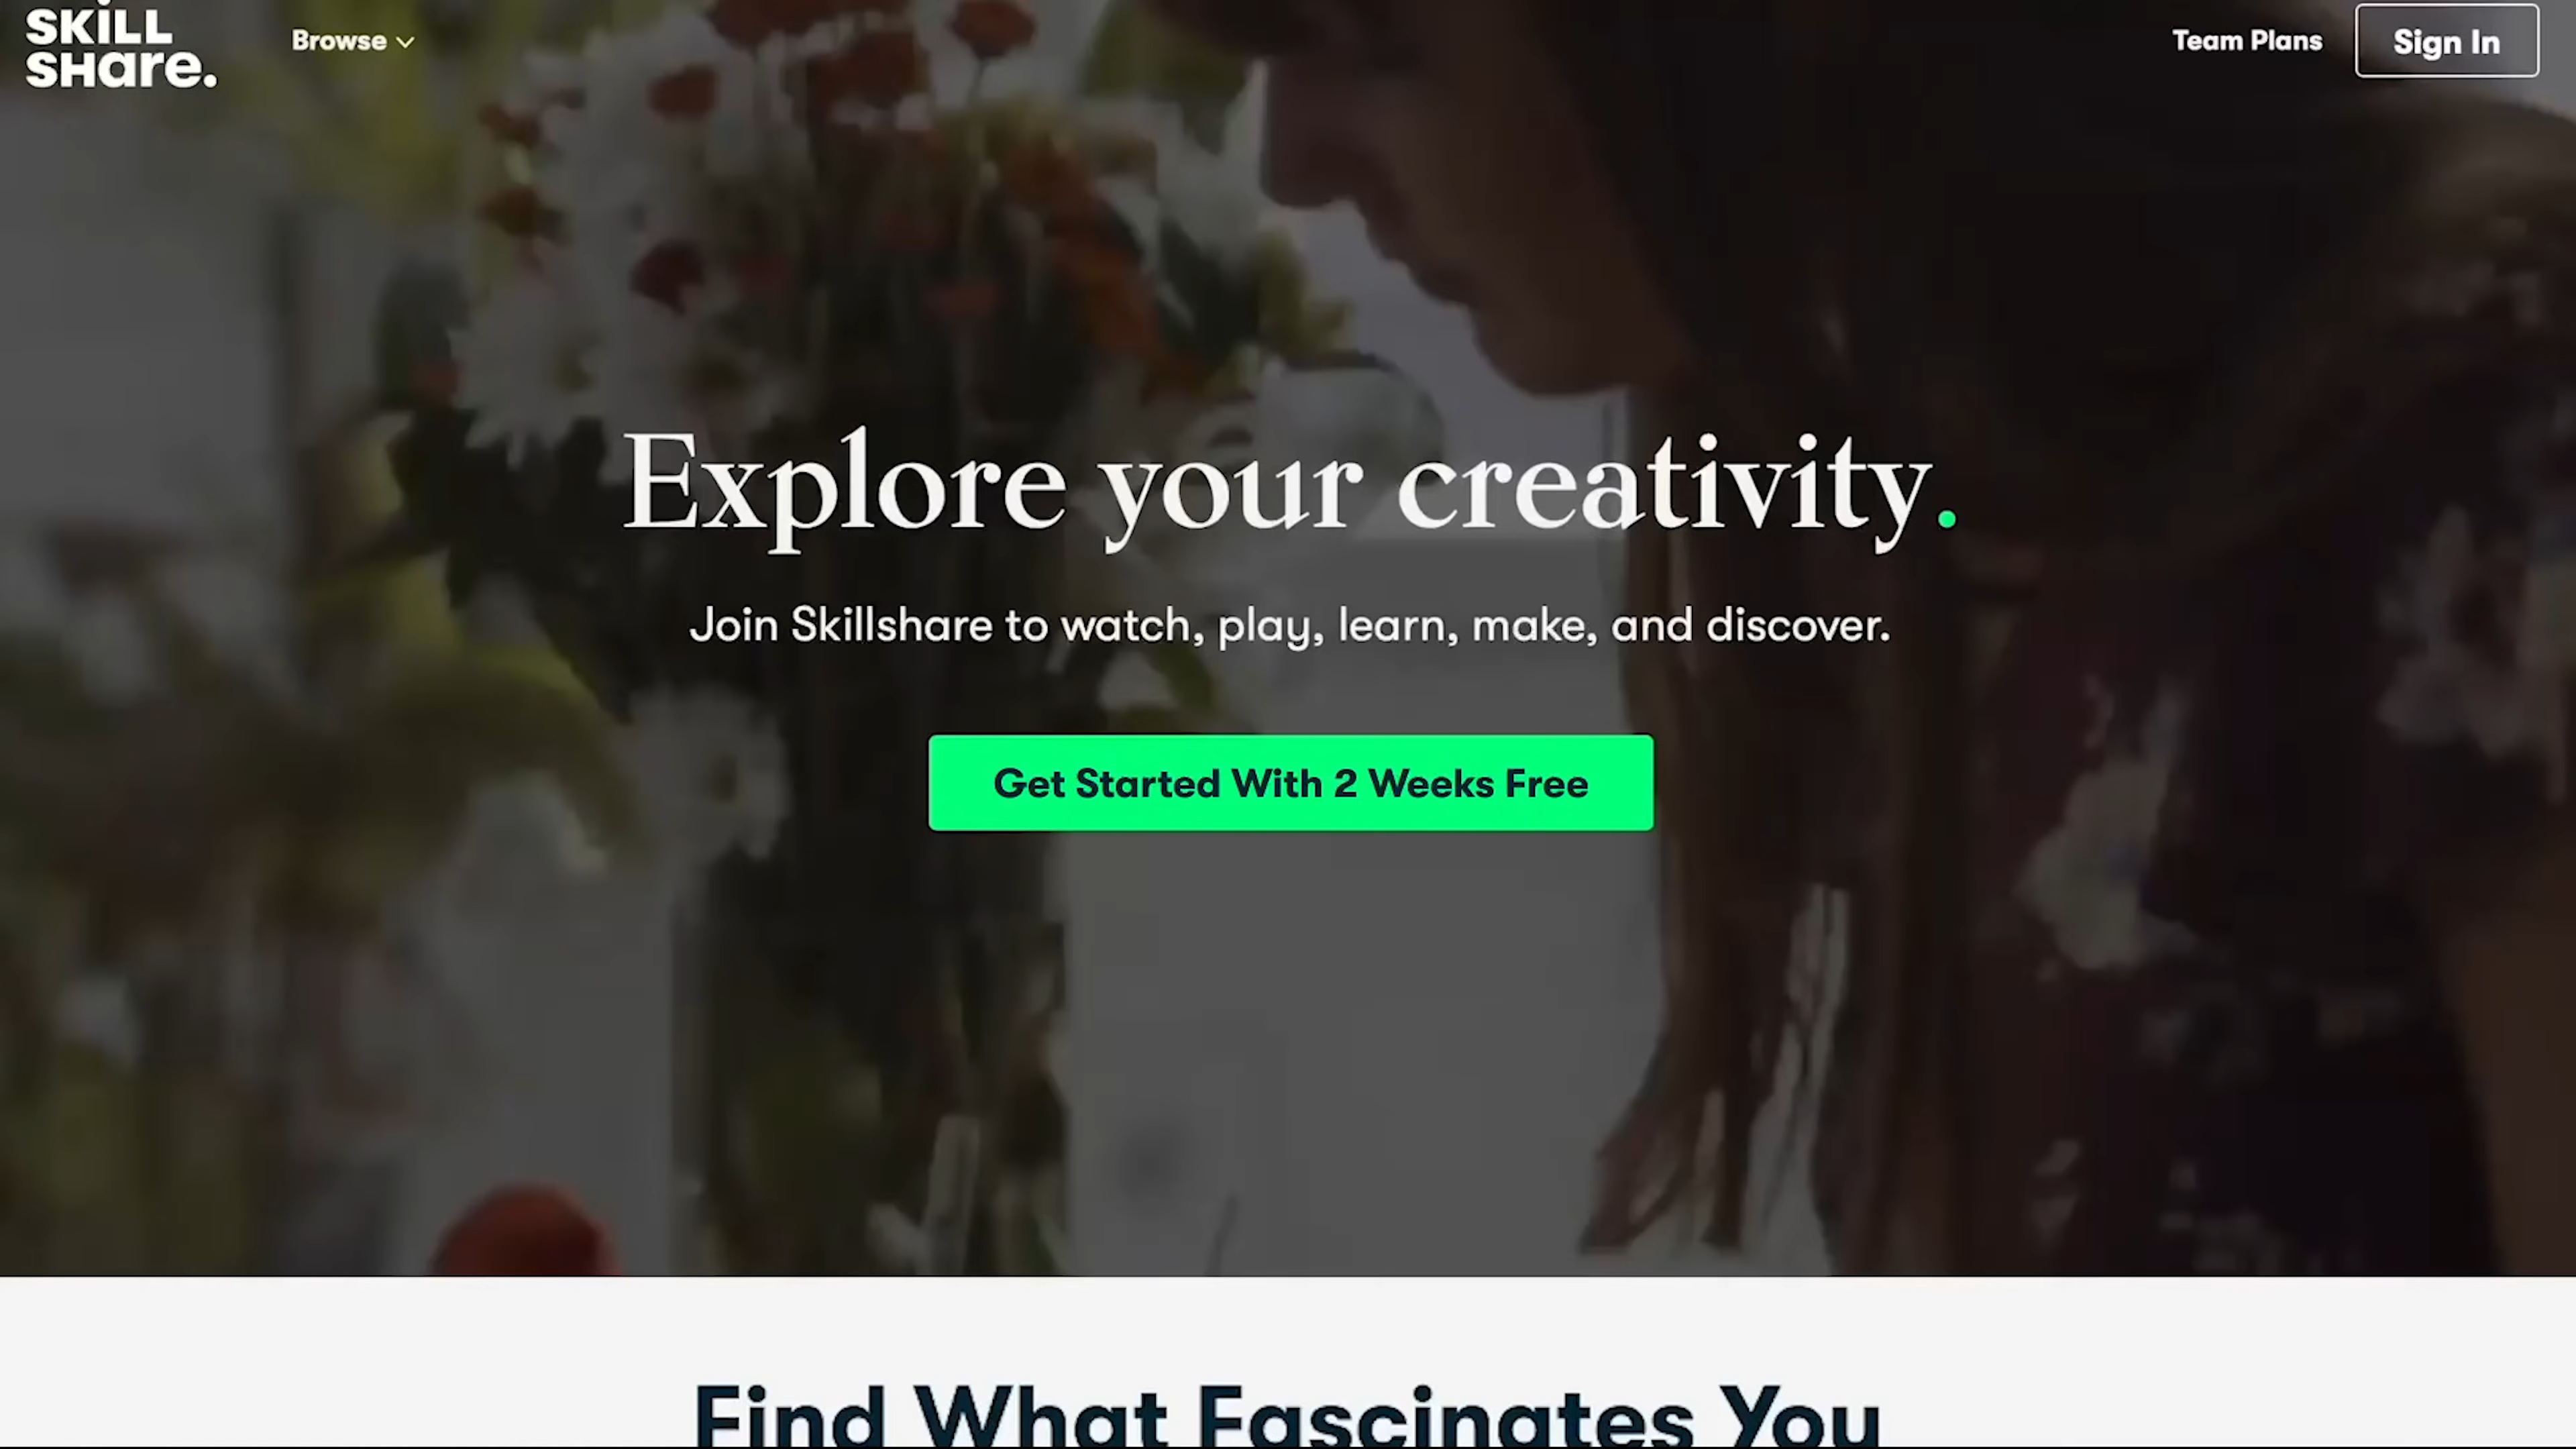 SKiLL
SHare.
Browse
Team Plans
Sign In
Explore your creativity.
Join Skillshare to watch, play, learn, make, and discover.
Get Started With 2 Weeks Free
Find What Fascinates You